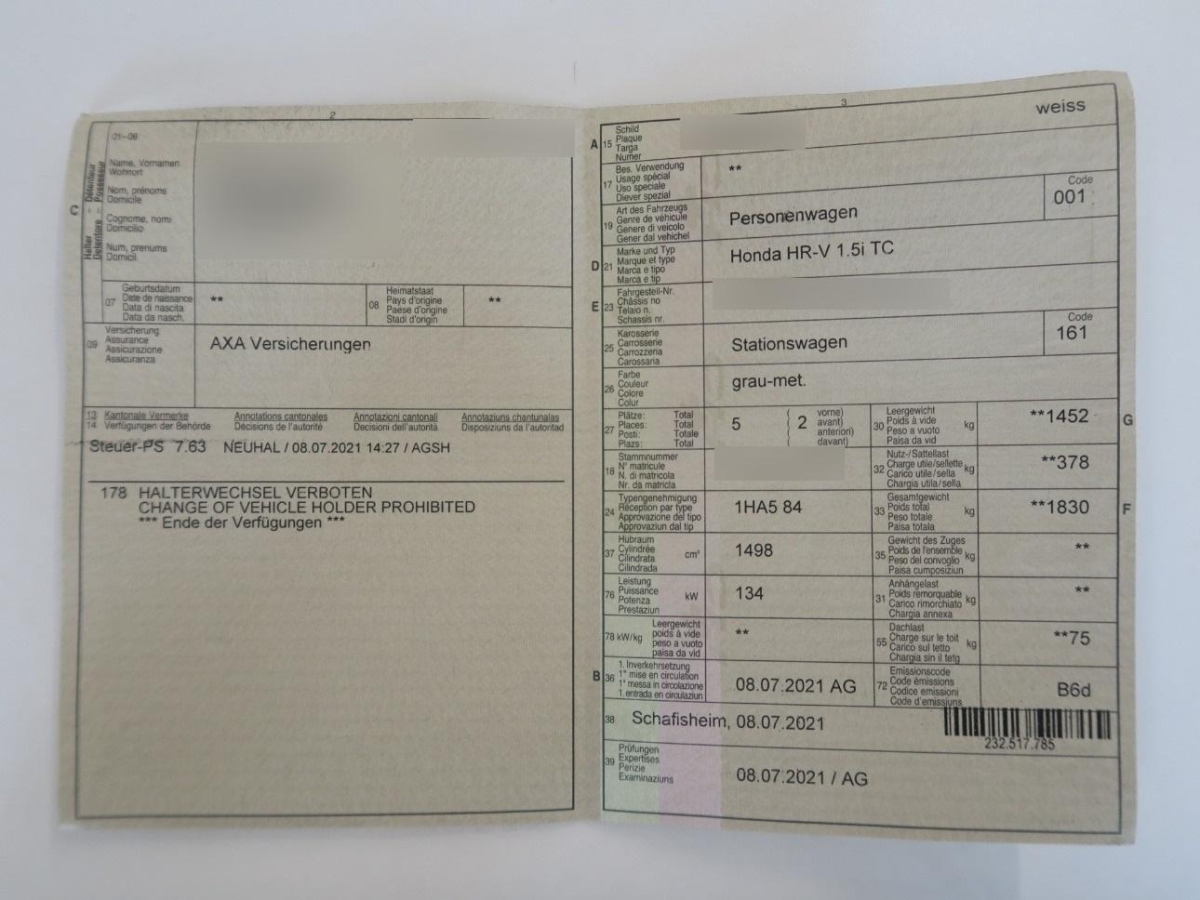 2
01–06
C
Halter
Détenteur
Detentore
Possessur
Name, Vornamen
Wohnort
Nom, prénoms
Domicile
Cognome, nomi
Domicilio
Num, prenums
Domicil
07
Geburtsdatum
Date de naissance
Data di nascita
Data da nasch.
**
08
Heimatstaat
Pays d'origine
Paese d'origine
Stadi d'origin
**
09
Versicherung
Assurance
Assicurazione
Assicuranza
AXA Versicherungen
13 Kantonale Vermerke Annotations cantonales Annotazioni cantonali Annotaziuns chantunalas
14 Verfügungen der Behörde Décisions de l'autorité Decisioni dell'autorità Disposiziuns da l'autoritad
Steuer-PS 7.63 NEUHAL / 08.07.2021 14:27 / AGSH
178 HALTERWECHSEL VERBOTEN
CHANGE OF VEHICLE HOLDER PROHIBITED
*** Ende der Verfügungen ***
3
weiss
A 15
Schild
Plaque
Targa
Numer
17
Bes. Verwendung
Usage spécial
Uso speciale
Diever spezial
**
19
Art des Fahrzeugs
Genre de véhicule
Genere di veicolo
Gener dal vehichel
Personenwagen
Code
001
D 21
Marke und Typ
Marque et type
Marca e tipo
Marca e tip
Honda HR-V 1.5i TC
E 23
Fahrgestell-Nr.
Châssis no
Telaio n.
Schassis nr.
25
Karosserie
Carrosserie
Carrozzeria
Carossaria
Stationswagen
Code
161
26
Farbe
Couleur
Colore
Colur
grau-met.
27
Plätze: Total
Places: Total
Posti: Totale
Plazs: Total
5
2
vorne)
avant)
anteriori)
davant)
30
Leergewicht
Poids à vide
Peso a vuoto
Paisa da vid
kg
**1452
G
18
Stammnummer
N° matricule
N. di matricola
Nr. da matricla
32
Nutz-/Sattellast
Charge utile/sellette
Carico utile/sella
Chargia utila/sella
kg
**378
24
Typengenehmigung
Réception par type
Approvazione del tipo
Approvaziun dal tip
1HA5 84
33
Gesamtgewicht
Poids total
Peso totale
Paisa totala
kg
**1830
F
37
Hubraum
Cylindrée
Cilindrata
Cilindrada
cm³
1498
35
Gewicht des Zuges
Poids de l'ensemble
Peso del convoglio
Paisa cumposiziun
kg
**
76
Leistung
Puissance
Potenza
Prestaziun
kW
134
31
Anhängelast
Poids remorquable
Carico rimorchiato
Chargia annexa
kg
**
78 kW/kg
Leergewicht
poids à vide
peso a vuoto
paisa da vid
**
55
Dachlast
Charge sur le toit
Carico sul tetto
Chargia sin il tetg
kg
**75
B 36
1. Inverkehrsetzung
1re mise en circulation
1a messa in circolazione
1. entrada en circulaziun
08.07.2021 AG
72
Emissionscode
Code émissions
Codice emissioni
Code d'emissiuns
B6d
38
Schafisheim, 08.07.2021
232.517.785
39
Prüfungen
Expertises
Perizie
Examinaziuns
08.07.2021 / AG